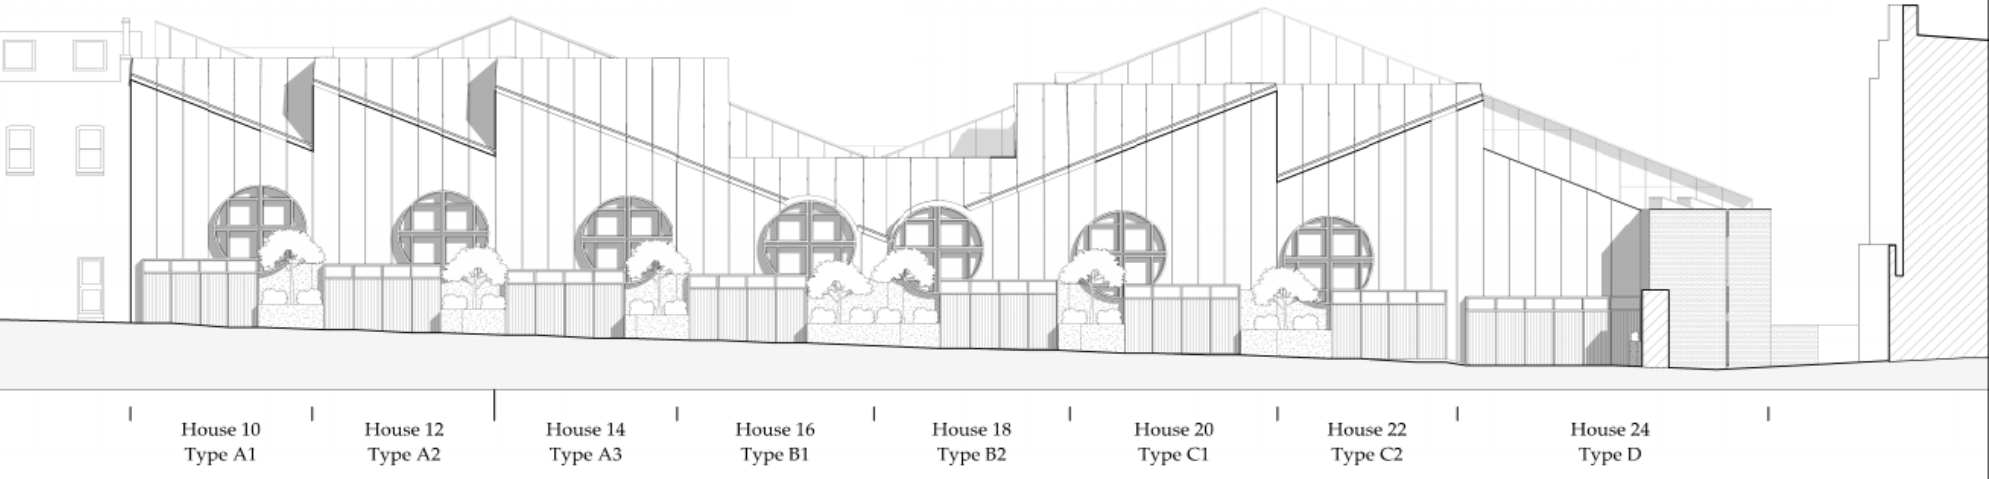 House 10
Type A1
House 12
Type A2
House 14
Type A3
House 16
Type B1
House 18
Type B2
House 20
Type C1
House 22
Type C2
House 24
Type D